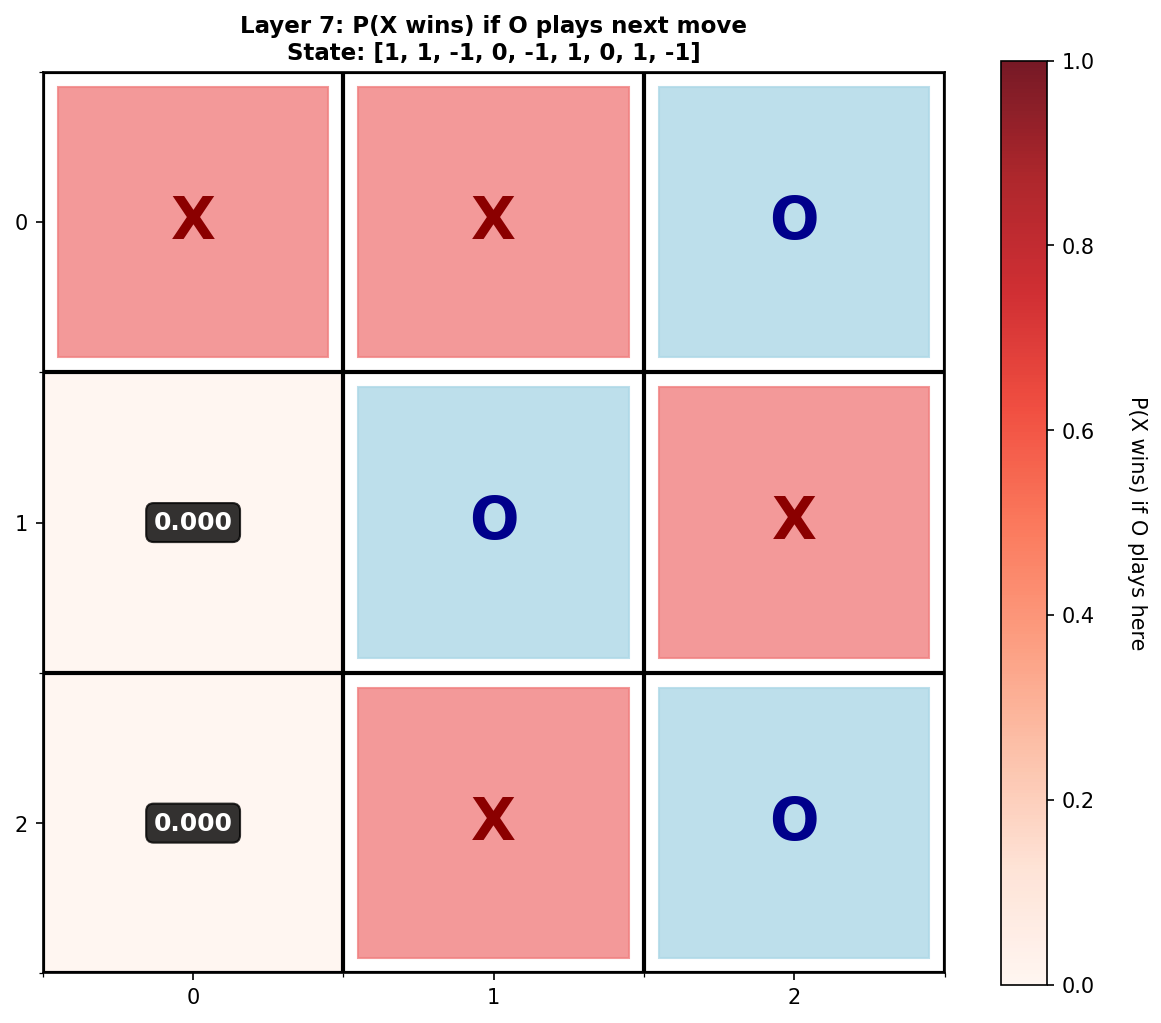 Layer 7: P(X wins) if O plays next move
State: [1, 1, -1, 0, -1, 1, 0, 1, -1]
X X O
0.000 O X
0.000 X O
0
1
2
0 1 2
1.0
0.8
0.6
0.4
0.2
0.0
P(X wins) if O plays here